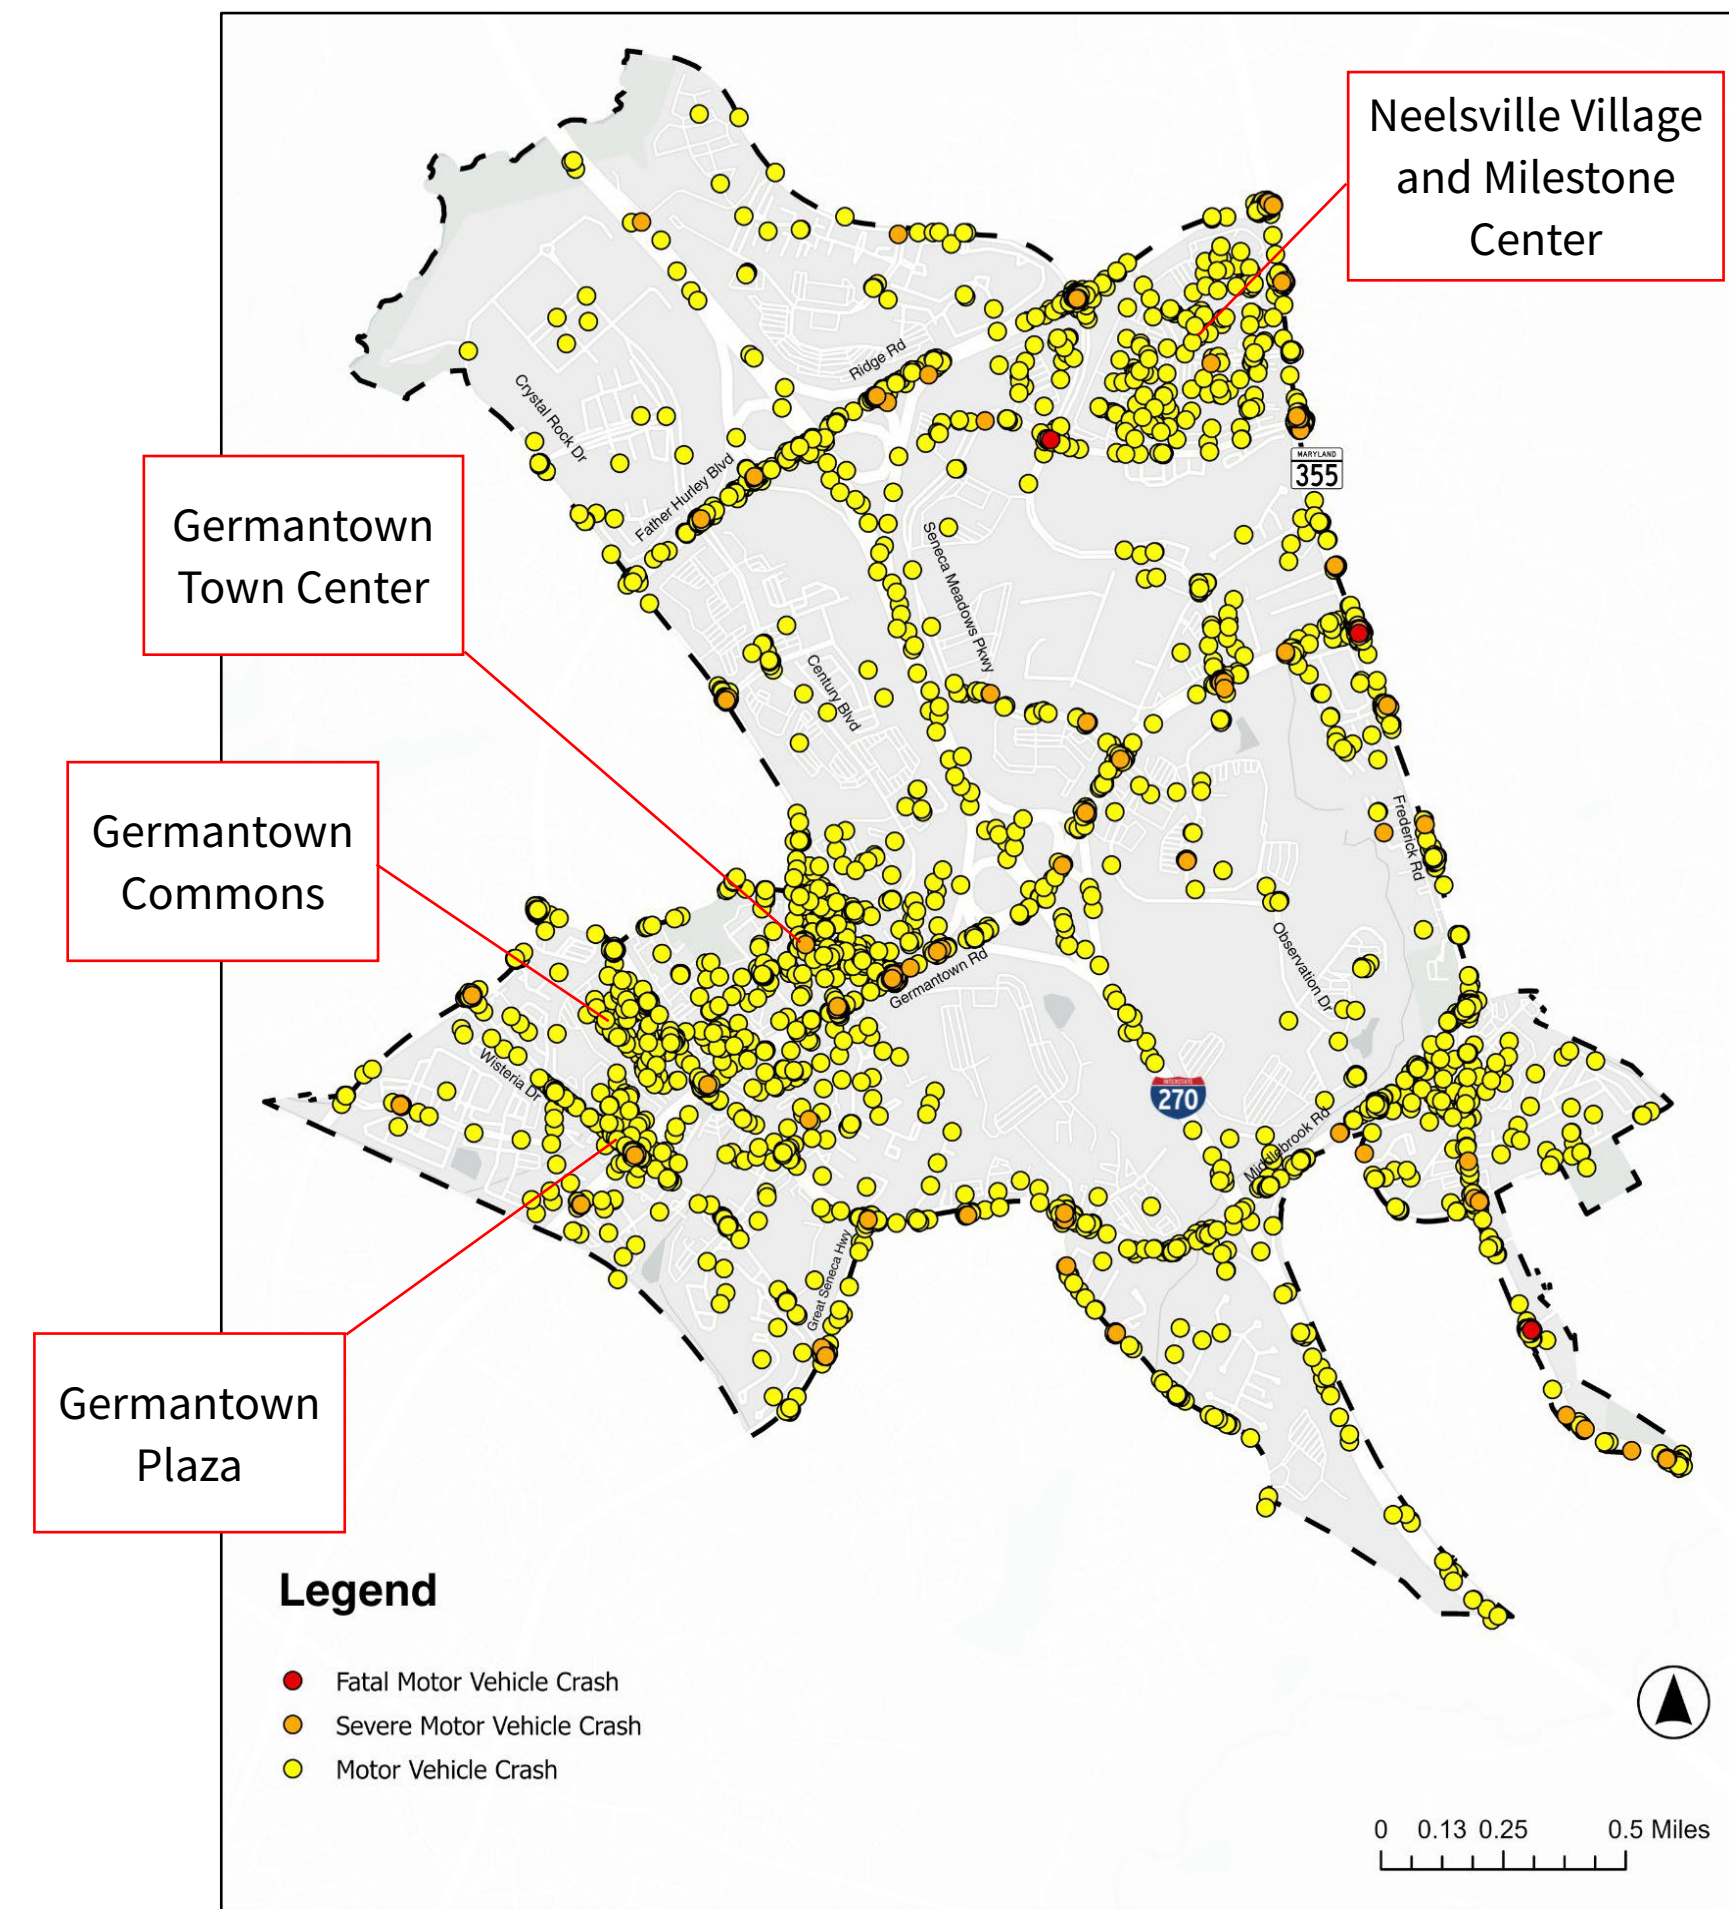 Neelsville Village
and Milestone
Center
Ridge Rd
Crystal Rock Dr
Father Hurley Blvd
MARYLAND
355
Germantown
Town Center
Seneca Meadows Pkwy
Century Blvd
Germantown
Commons
Frederick Rd
Germantown Rd
Observation Dr
Wisteria Dr
INTERSTATE
270
Middlebrook Rd
Great Seneca Hwy
Germantown
Plaza
Legend
Fatal Motor Vehicle Crash
Severe Motor Vehicle Crash
Motor Vehicle Crash
0 0.13 0.25 0.5 Miles